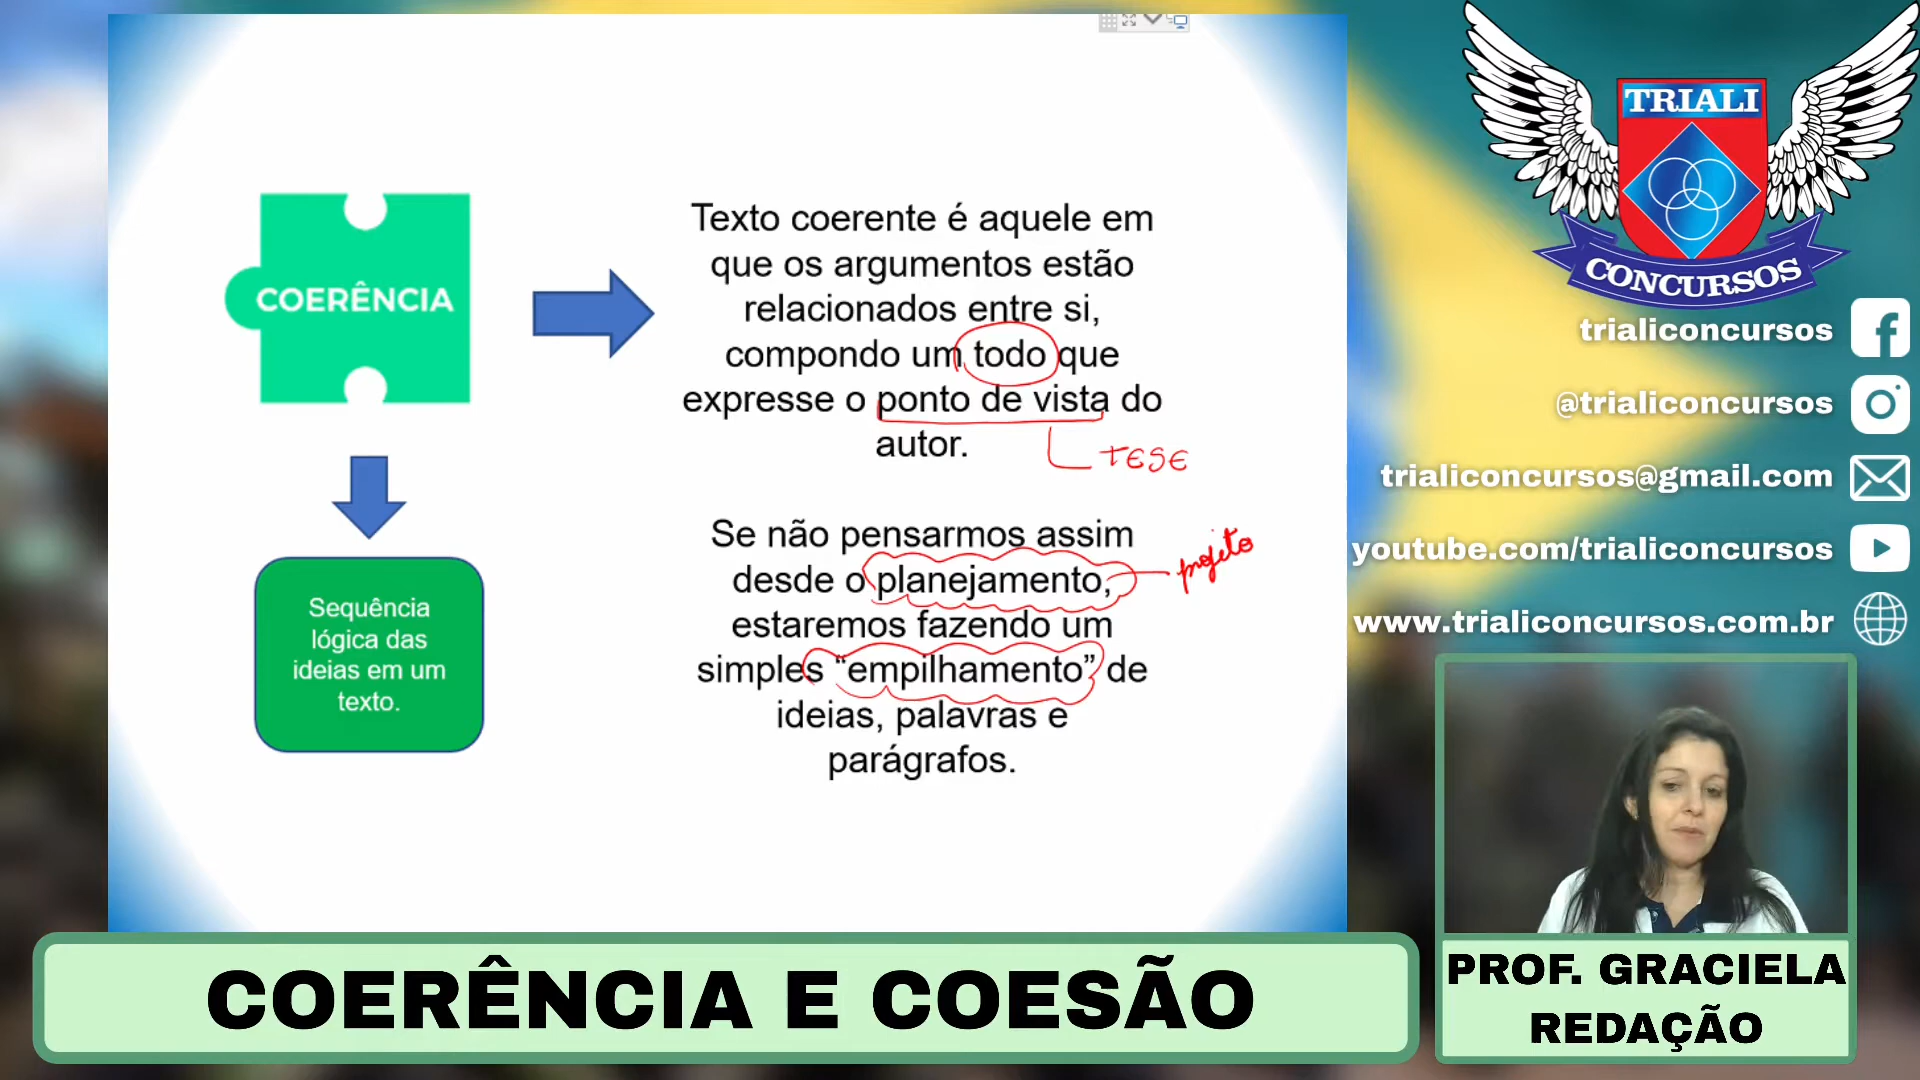 COERÊNCIA
Sequência
lógica das
ideias em um
texto.
Texto coerente é aquele em
que os argumentos estão
relacionados entre si,
compondo um todo que
expresse o ponto de vista do
autor.
TESE
Se não pensarmos assim
desde o planejamento,
projeto
estaremos fazendo um
simples “empilhamento” de
ideias, palavras e
parágrafos.
TRIALI
CONCURSOS
trialiconcursos
@trialiconcursos
trialiconcursos@gmail.com
youtube.com/trialiconcursos
www.trialiconcursos.com.br
COERÊNCIA E COESÃO
PROF. GRACIELA
REDAÇÃO